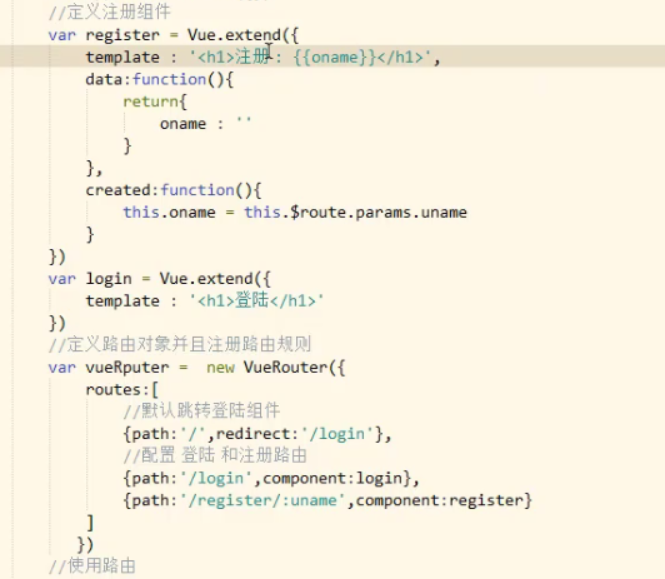 //定义注册组件
var register = Vue.extend({
template : '<h1>注册: {{oname}}</h1>',
data:function(){
return{
oname : ''
}
},
created:function(){
this.oname = this.$route.params.uname
}
})
var login = Vue.extend({
template : '<h1>登陆</h1>'
})
//定义路由对象并且注册路由规则
var vueRputer =  new VueRouter({
routes:[
//默认跳转登陆组件
{path:'/',redirect:'/login'},
//配置 登陆 和注册路由
{path:'/login',component:login},
{path:'/register/:uname',component:register}
]
})
//使用路由